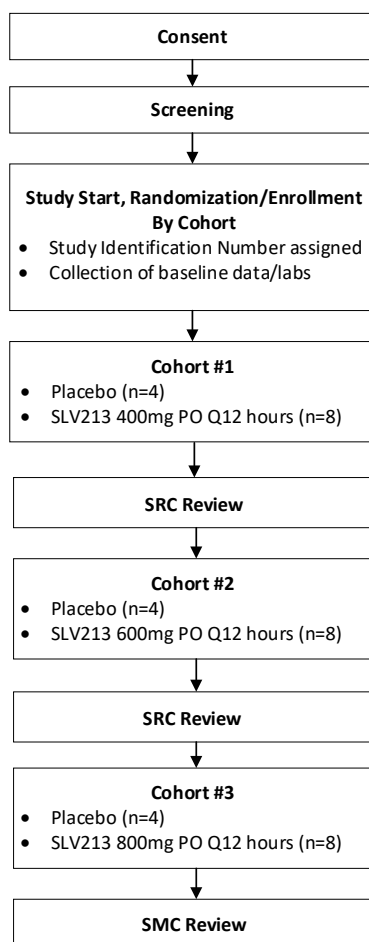 Consent
Screening
Study Start, Randomization/Enrollment
By Cohort
• Study Identification Number assigned
• Collection of baseline data/labs
Cohort #1
• Placebo (n=4)
• SLV213 400mg PO Q12 hours (n=8)
SRC Review
Cohort #2
• Placebo (n=4)
• SLV213 600mg PO Q12 hours (n=8)
SRC Review
Cohort #3
• Placebo (n=4)
• SLV213 800mg PO Q12 hours (n=8)
SMC Review